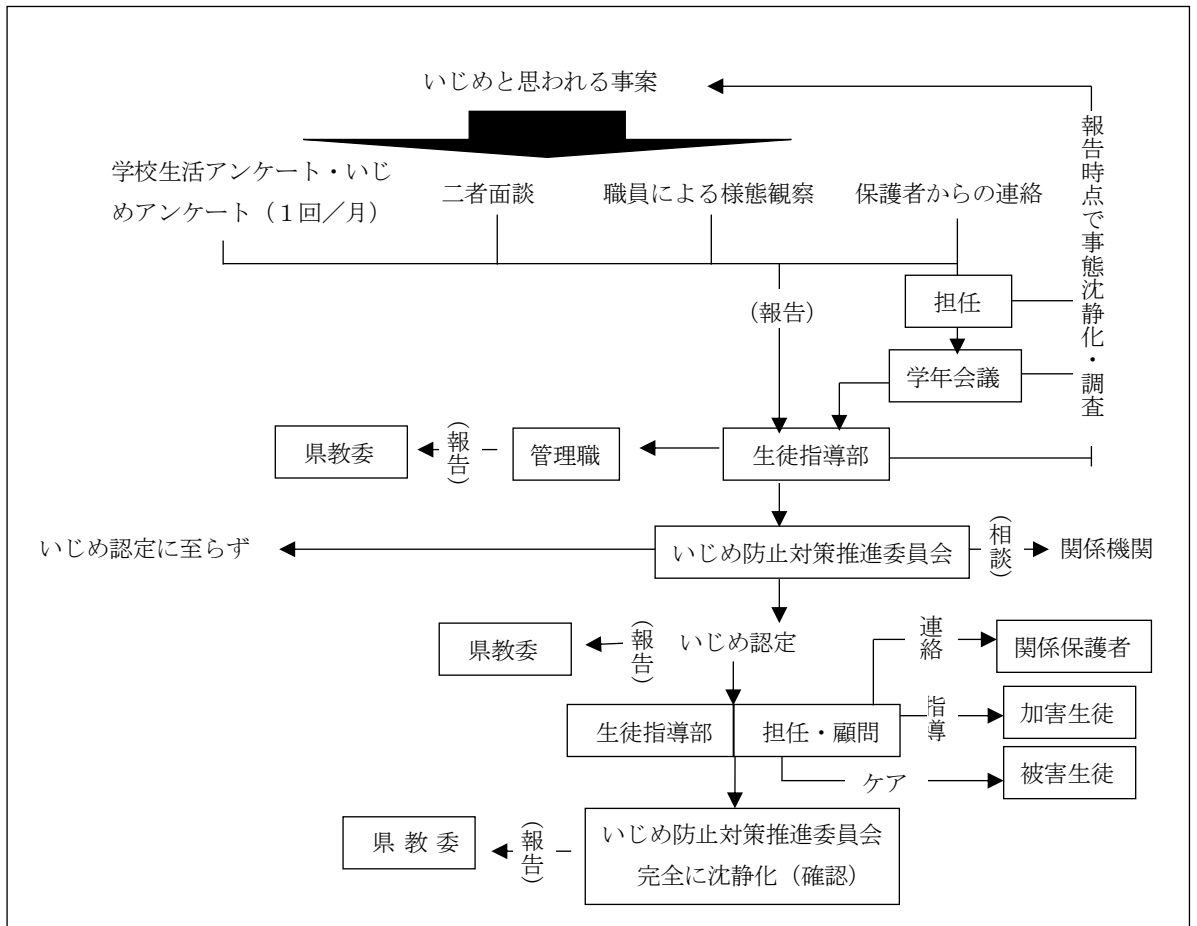 いじめと思われる事案
学校生活アンケート・いじ
めアンケート（１回／月）
二者面談
職員による様態観察
保護者からの連絡
報告時点で事態沈静化・調査
担任
（報告）
学年会議
県教委
（報告）
管理職
生徒指導部
いじめ認定に至らず
いじめ防止対策推進委員会
（相談）
関係機関
県教委
（報告）
いじめ認定
連絡
関係保護者
生徒指導部
担任・顧問
指導
加害生徒
ケア
被害生徒
県 教 委
（報告）
いじめ防止対策推進委員会
完全に沈静化（確認）